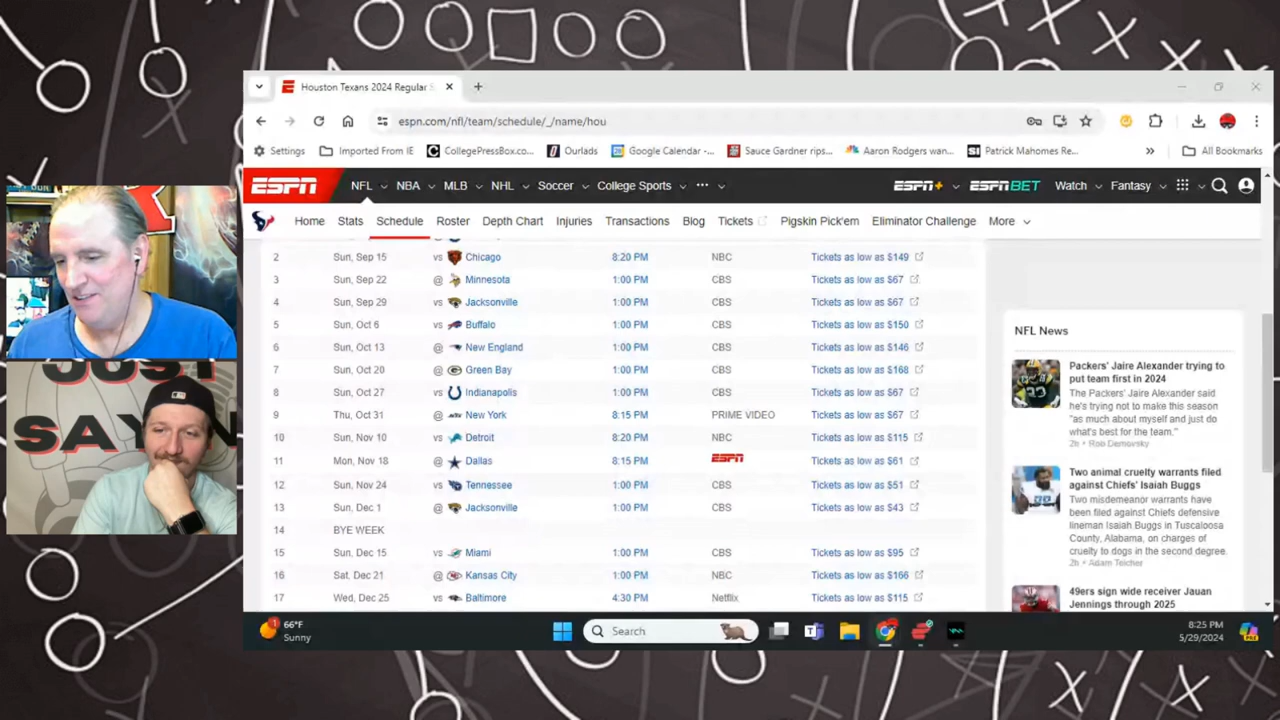 Houston Texans 2024 Regular S
espn.com/nfl/team/schedule/_/name/hou
Settings Imported From IE CollegePressBox.co... Ourlads Google Calendar -... Sauce Gardner rips... Aaron Rodgers wan... Patrick Mahomes Re... » All Bookmarks
ESPN NFL NBA MLB NHL Soccer College Sports ESPN+ ESPN BET Watch Fantasy
Home Stats Schedule Roster Depth Chart Injuries Transactions Blog Tickets Pigskin Pick'em Eliminator Challenge More
2 Sun, Sep 15 vs Chicago 8:20 PM NBC Tickets as low as $149
3 Sun, Sep 22 @ Minnesota 1:00 PM CBS Tickets as low as $67
4 Sun, Sep 29 vs Jacksonville 1:00 PM CBS Tickets as low as $67
5 Sun, Oct 6 vs Buffalo 1:00 PM CBS Tickets as low as $150
6 Sun, Oct 13 @ New England 1:00 PM CBS Tickets as low as $146
7 Sun, Oct 20 @ Green Bay 1:00 PM CBS Tickets as low as $168
8 Sun, Oct 27 vs Indianapolis 1:00 PM CBS Tickets as low as $67
9 Thu, Oct 31 @ New York 8:15 PM PRIME VIDEO Tickets as low as $67
10 Sun, Nov 10 vs Detroit 8:20 PM NBC Tickets as low as $115
11 Mon, Nov 18 @ Dallas 8:15 PM ESPN Tickets as low as $61
12 Sun, Nov 24 vs Tennessee 1:00 PM CBS Tickets as low as $51
13 Sun, Dec 1 @ Jacksonville 1:00 PM CBS Tickets as low as $43
14 BYE WEEK
15 Sun, Dec 15 vs Miami 1:00 PM CBS Tickets as low as $95
16 Sat, Dec 21 @ Kansas City 1:00 PM NBC Tickets as low as $166
17 Wed, Dec 25 vs Baltimore 4:30 PM Netflix Tickets as low as $115
NFL News
Packers' Jaire Alexander trying to
put team first in 2024
The Packers' Jaire Alexander said
he's trying not to make this season
"as much about myself and just do
what's best for the team."
2h • Rob Demovsky
Two animal cruelty warrants filed
against Chiefs' Isaiah Buggs
Two misdemeanor warrants have
been filed against Chiefs defensive
lineman Isaiah Buggs in Tuscaloosa
County, Alabama, on charges of
cruelty to dogs in the second degree.
2h • Adam Teicher
49ers sign wide receiver Jauan
Jennings through 2025
JUST
SAYIN
66°F
Sunny
Search
8:25 PM
5/29/2024